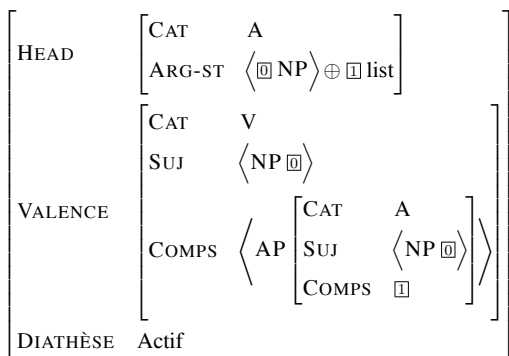 CAT A
HEAD
ARG-ST ⟨[0] NP⟩ ⊕ [1] list
CAT V
SUJ ⟨NP [0]⟩
VALENCE
CAT A
COMPS ⟨AP SUJ ⟨NP [0]⟩⟩
COMPS [1]
DIATHÈSE Actif